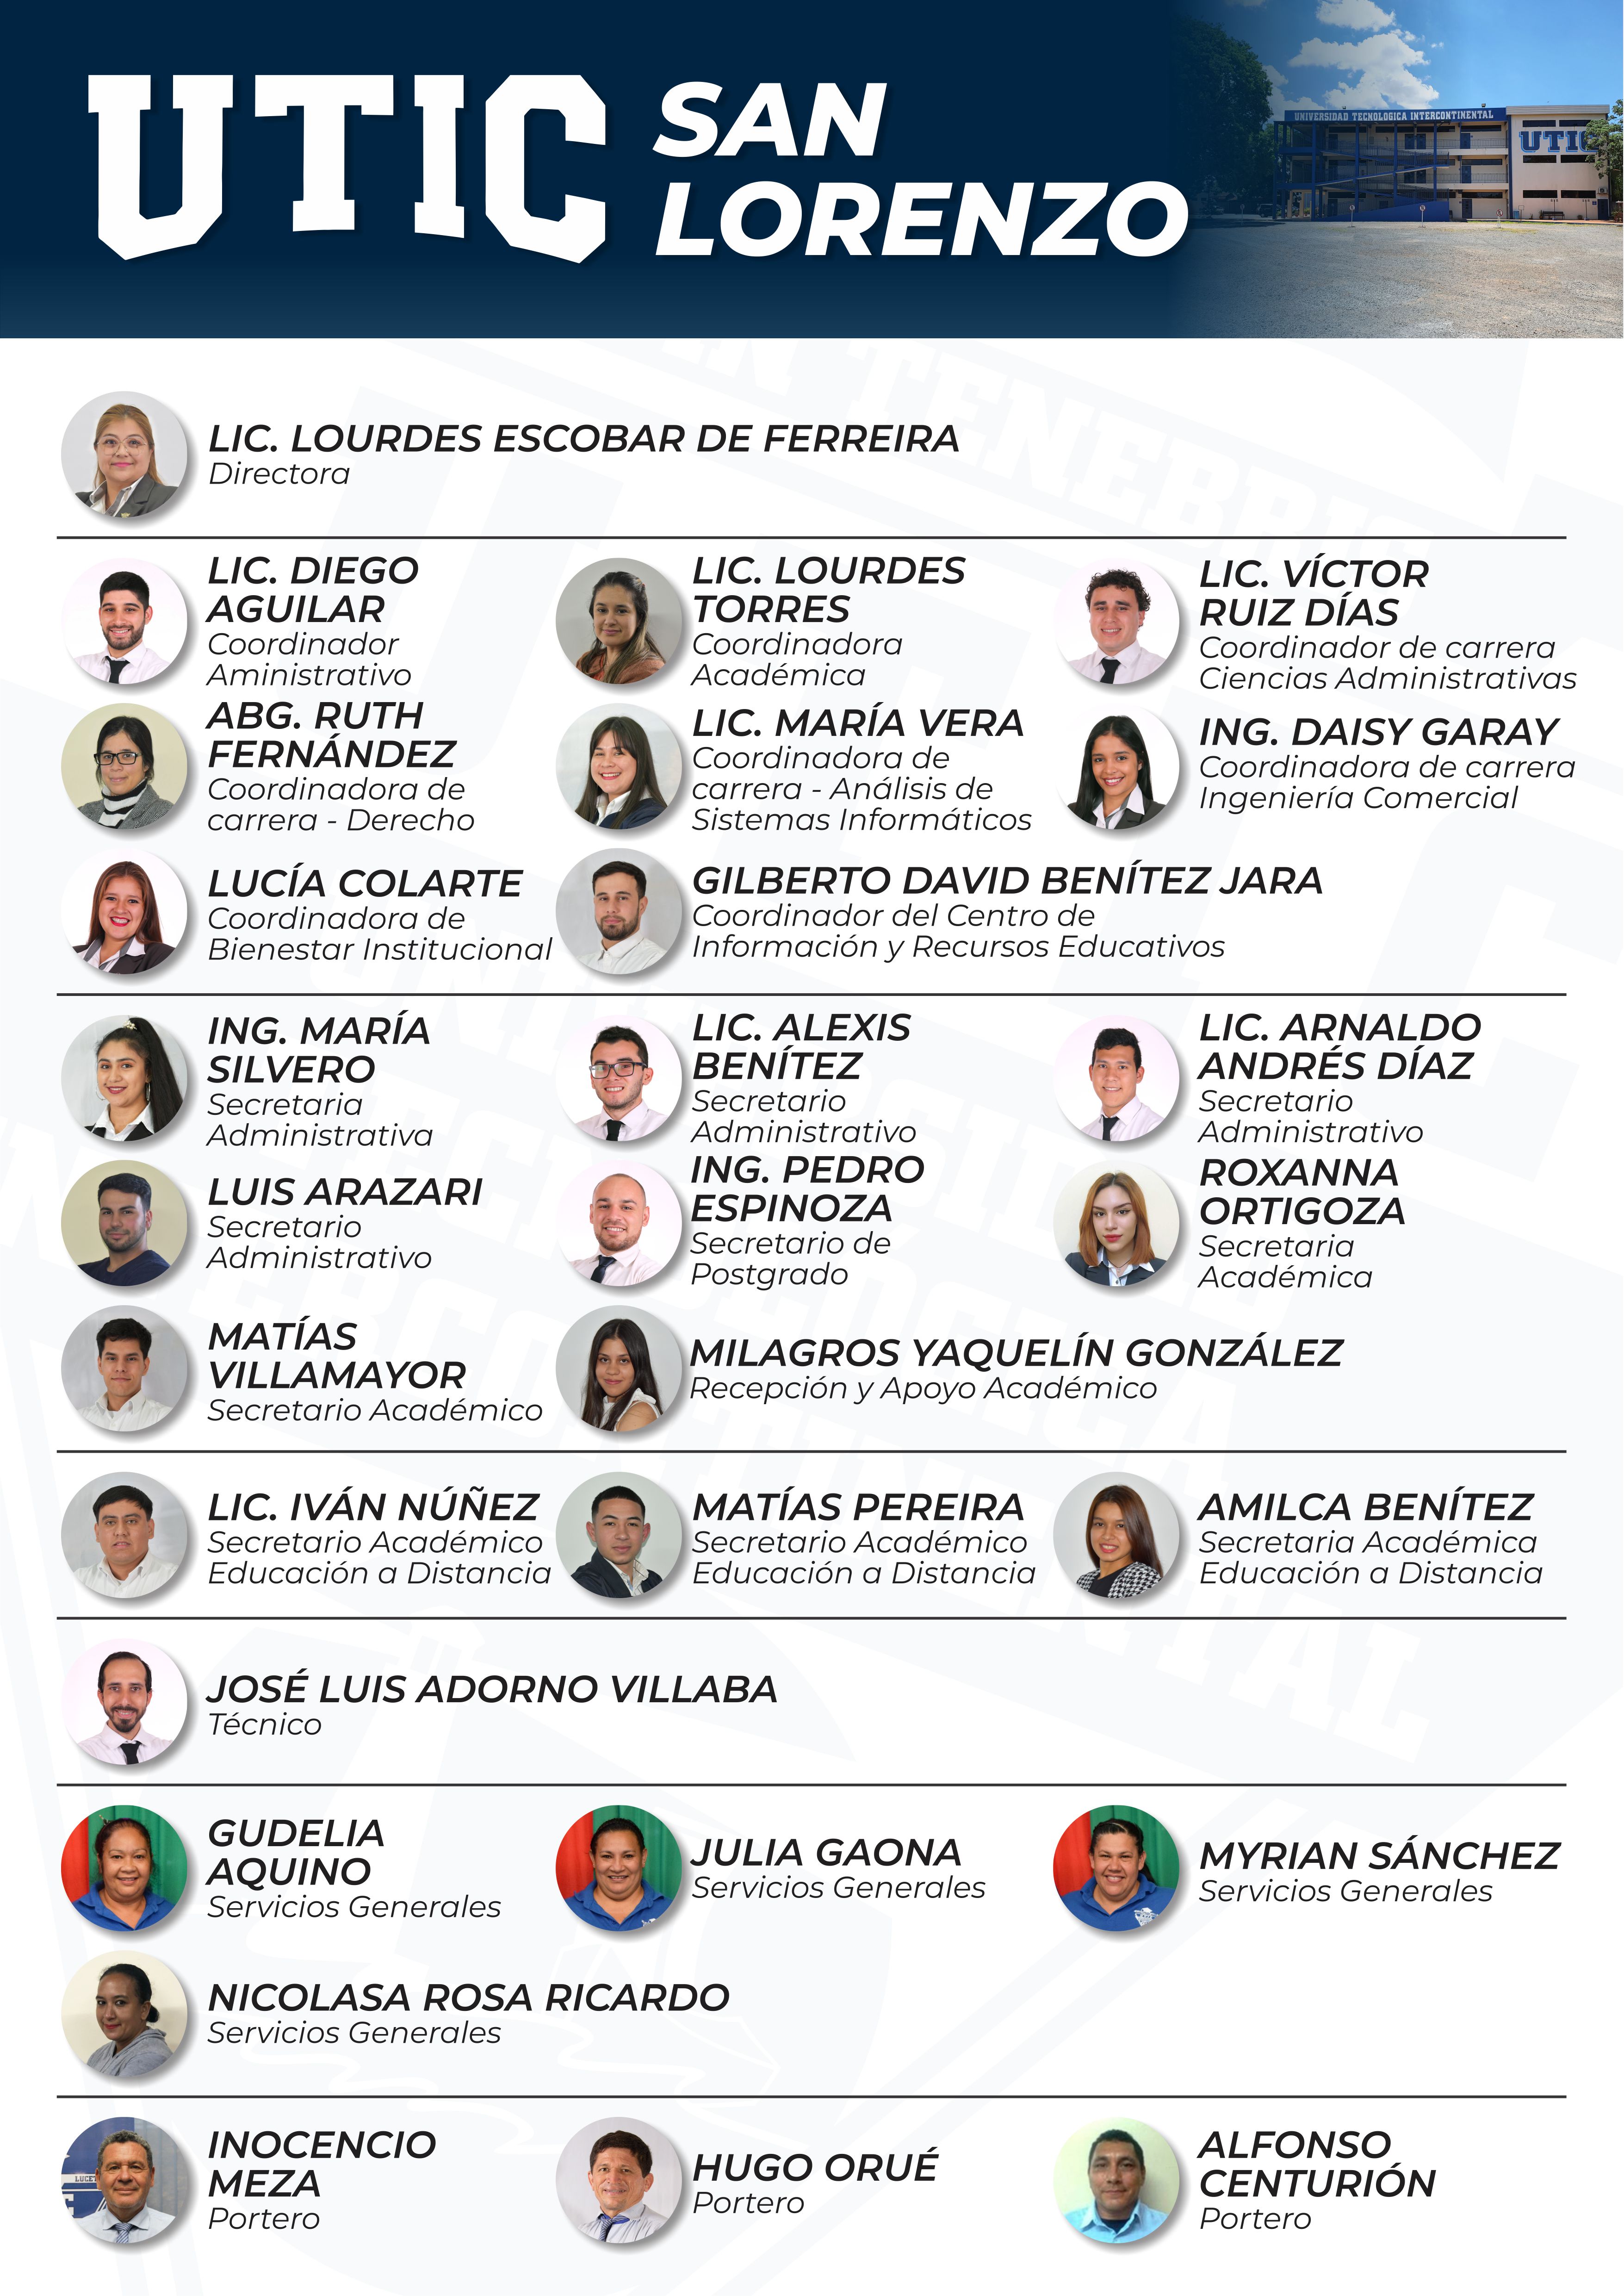 UTIC SAN
LORENZO
UNIVERSIDAD TECNOLOGICA INTERCONTINENTAL
UTIC
LIC. LOURDES ESCOBAR DE FERREIRA
Directora
LIC. DIEGO
AGUILAR
Coordinador
Aministrativo
LIC. LOURDES
TORRES
Coordinadora
Académica
LIC. VÍCTOR
RUIZ DÍAS
Coordinador de carrera
Ciencias Administrativas
ABG. RUTH
FERNÁNDEZ
Coordinadora de
carrera - Derecho
LIC. MARÍA VERA
Coordinadora de
carrera - Análisis de
Sistemas Informáticos
ING. DAISY GARAY
Coordinadora de carrera
Ingeniería Comercial
LUCÍA COLARTE
Coordinadora de
Bienestar Institucional
GILBERTO DAVID BENÍTEZ JARA
Coordinador del Centro de
Información y Recursos Educativos
ING. MARÍA
SILVERO
Secretaria
Administrativa
LIC. ALEXIS
BENÍTEZ
Secretario
Administrativo
LIC. ARNALDO
ANDRÉS DÍAZ
Secretario
Administrativo
LUIS ARAZARI
Secretario
Administrativo
ING. PEDRO
ESPINOZA
Secretario de
Postgrado
ROXANNA
ORTIGOZA
Secretaria
Académica
MATÍAS
VILLAMAYOR
Secretario Académico
MILAGROS YAQUELÍN GONZÁLEZ
Recepción y Apoyo Académico
LIC. IVÁN NÚÑEZ
Secretario Académico
Educación a Distancia
MATÍAS PEREIRA
Secretario Académico
Educación a Distancia
AMILCA BENÍTEZ
Secretaria Académica
Educación a Distancia
JOSÉ LUIS ADORNO VILLABA
Técnico
GUDELIA
AQUINO
Servicios Generales
JULIA GAONA
Servicios Generales
MYRIAN SÁNCHEZ
Servicios Generales
NICOLASA ROSA RICARDO
Servicios Generales
INOCENCIO
MEZA
Portero
HUGO ORUÉ
Portero
ALFONSO
CENTURIÓN
Portero